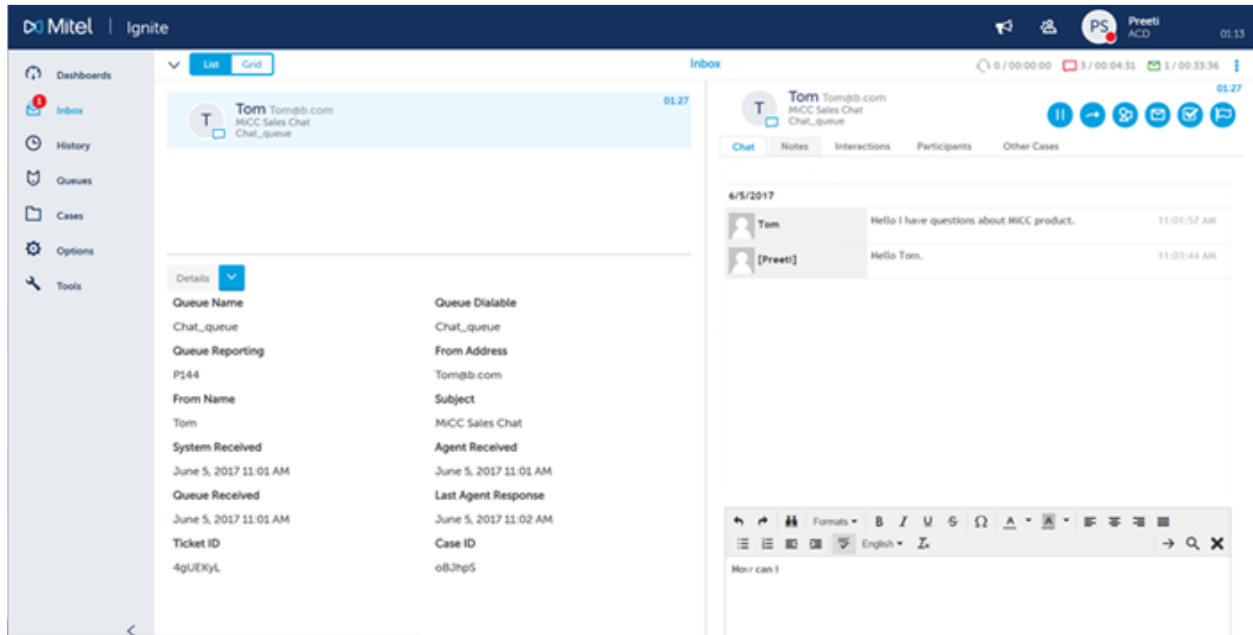 Mitel | Ignite
PS
Preeti
ACD
01:13
Dashboards
1
Inbox
History
Queues
Cases
Options
Tools
List Grid
Inbox
0 / 00:00:00 3 / 00:04:31 1 / 00:33:36
T
Tom Tom@b.com
MiCC Sales Chat
Chat_queue
01:27
Details
Queue Name Queue Dialable
Chat_queue Chat_queue
Queue Reporting From Address
P144 Tom@b.com
From Name Subject
Tom MiCC Sales Chat
System Received Agent Received
June 5, 2017 11:01 AM June 5, 2017 11:01 AM
Queue Received Last Agent Response
June 5, 2017 11:01 AM June 5, 2017 11:02 AM
Ticket ID Case ID
4gUEKyL oBJhpS
01:27
T
Tom Tom@b.com
MiCC Sales Chat
Chat_queue
Chat Notes Interactions Participants Other Cases
6/5/2017
Tom Hello I have questions about MiCC product. 11:01:57 AM
[Preeti] Hello Tom. 11:03:44 AM
Formats B I U S Ω A A
English Tx
How can I